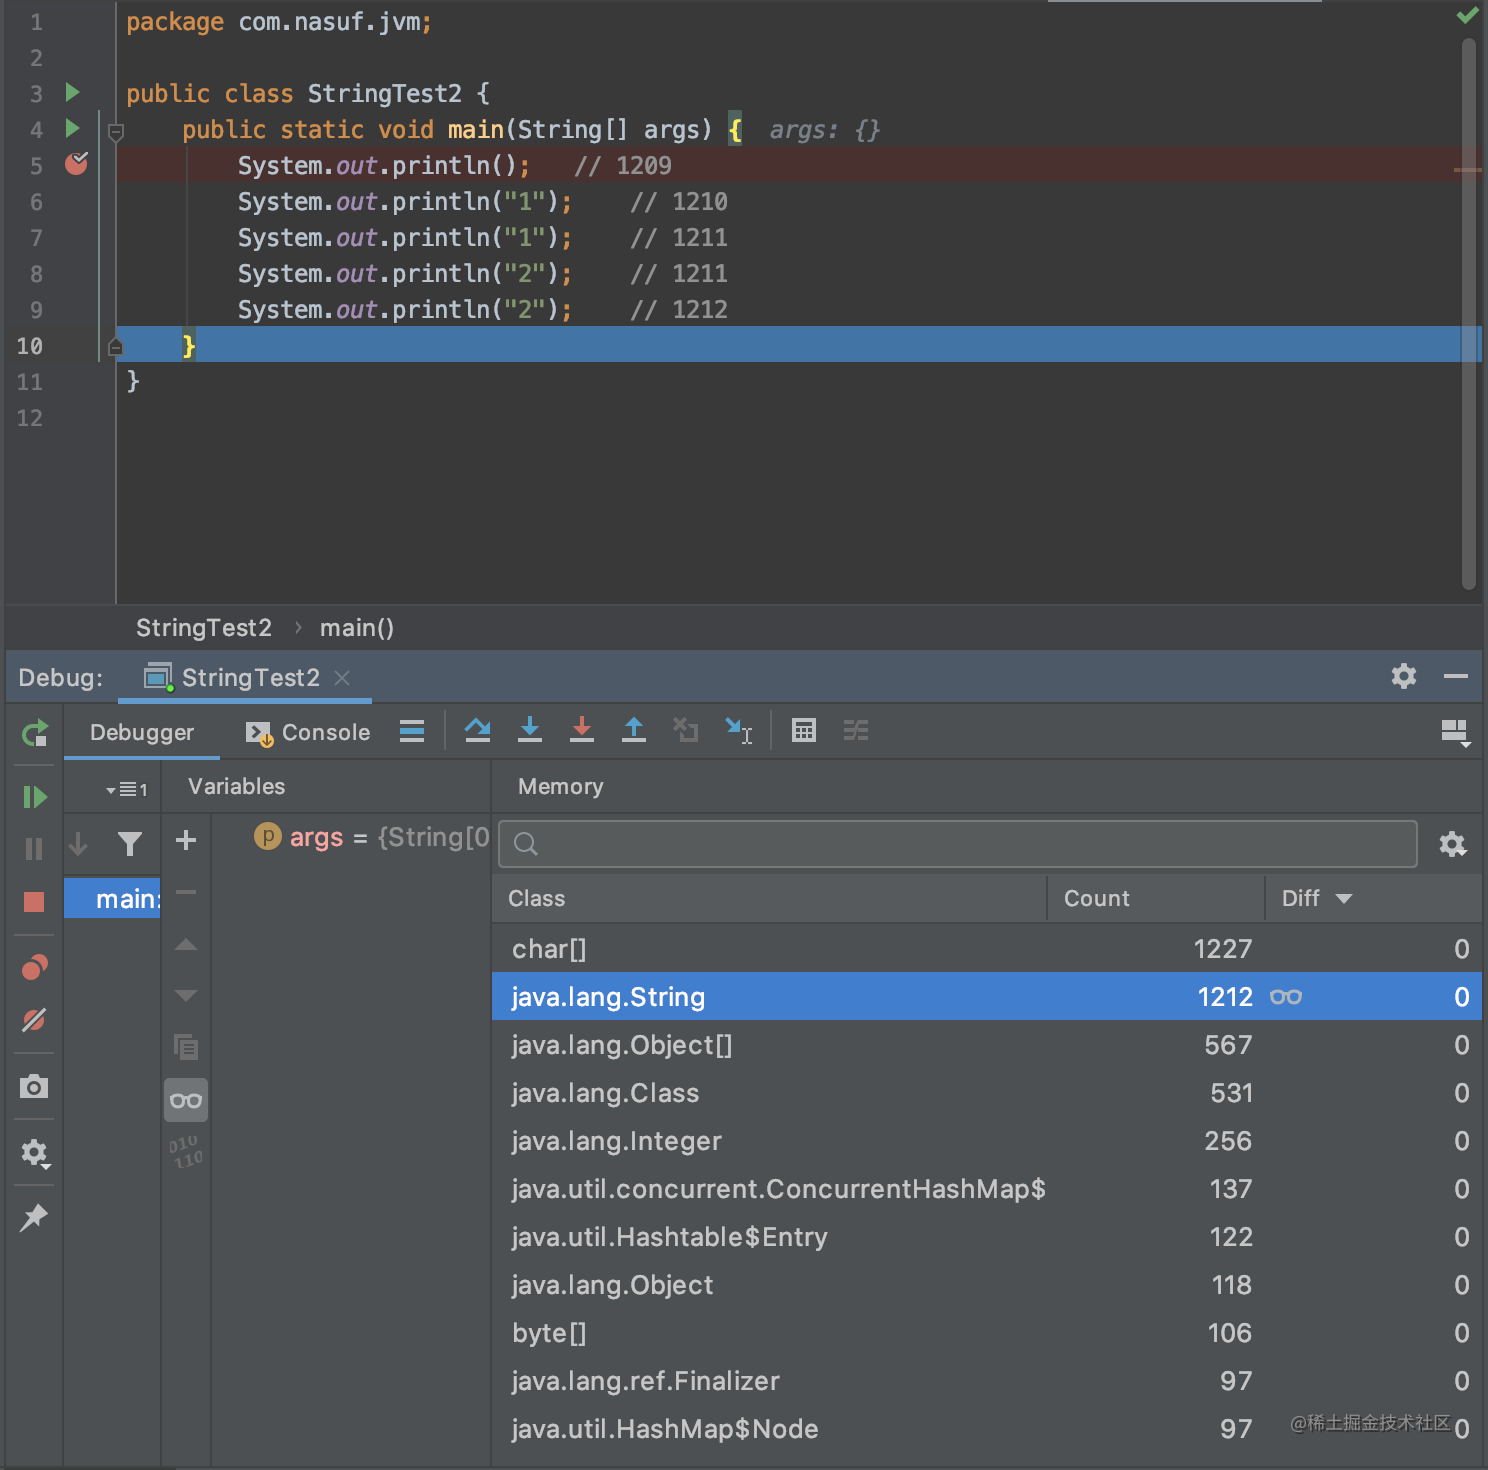 1 package com.nasuf.jvm;
2
3 public class StringTest2 {
4 public static void main(String[] args) { args: {}
5 System.out.println(); // 1209
6 System.out.println("1"); // 1210
7 System.out.println("1"); // 1211
8 System.out.println("2"); // 1211
9 System.out.println("2"); // 1212
10 }
11 }
12
StringTest2 › main()
Debug: StringTest2
Debugger Console
1 Variables Memory
p args = {String[0
main:
Class Count Diff
char[] 1227 0
java.lang.String 1212 0
java.lang.Object[] 567 0
java.lang.Class 531 0
java.lang.Integer 256 0
java.util.concurrent.ConcurrentHashMap$ 137 0
java.util.Hashtable$Entry 122 0
java.lang.Object 118 0
byte[] 106 0
java.lang.ref.Finalizer 97 0
java.util.HashMap$Node 97 0
010
110
@稀土掘金技术社区